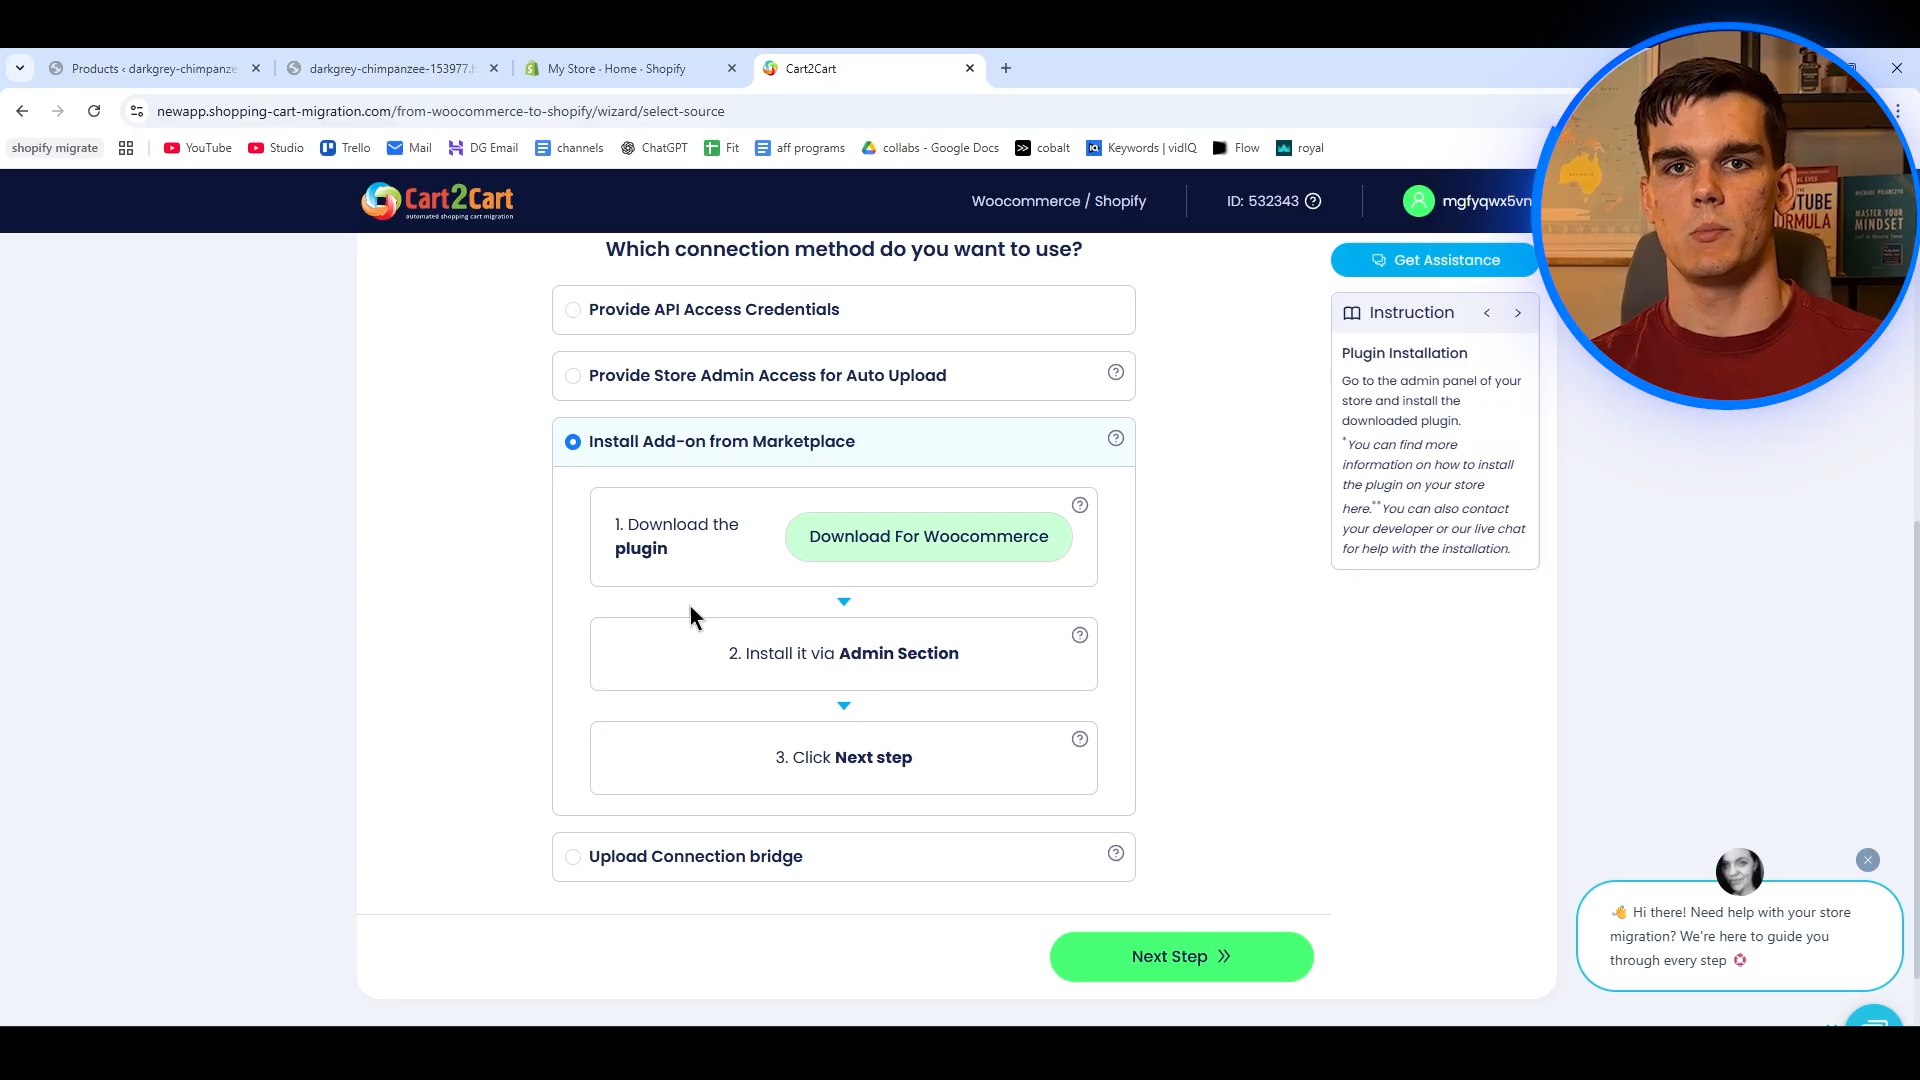 Products ‹ darkgrey-chimpanze
darkgrey-chimpanzee-153977.h
My Store · Home · Shopify
Cart2Cart
newapp.shopping-cart-migration.com/from-woocommerce-to-shopify/wizard/select-source
shopify migrate
YouTube
Studio
Trello
Mail
DG Email
channels
ChatGPT
Fit
aff programs
collabs - Google Docs
cobalt
Keywords | vidIQ
Flow
royal
Cart2Cart
automated shopping cart migration
Woocommerce / Shopify
ID: 532343
mgfyqwx5vn
Which connection method do you want to use?
Provide API Access Credentials
Provide Store Admin Access for Auto Upload
Install Add-on from Marketplace
1. Download the
plugin
Download For Woocommerce
2. Install it via Admin Section
3. Click Next step
Upload Connection bridge
Next Step
Get Assistance
Instruction
Plugin Installation
Go to the admin panel of your
store and install the
downloaded plugin.
*You can find more
information on how to install
the plugin on your store
here.**You can also contact
your developer or our live chat
for help with the installation.
TUBE
FORMULA
MICHAEL PILARCZYK
MASTER YOUR
MINDSET
👋 Hi there! Need help with your store
migration? We're here to guide you
through every step